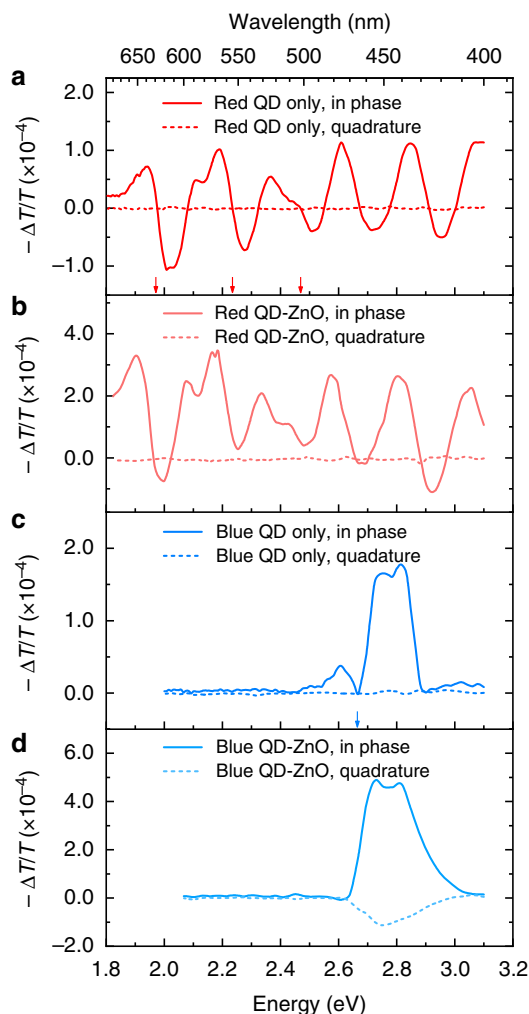 Wavelength (nm)
650 600 550 500 450 400
a
2.0
1.0
0.0
−1.0
− ΔT/T (×10−4)
Red QD only, in phase
Red QD only, quadrature
b
4.0
2.0
0.0
− ΔT/T (×10−4)
Red QD-ZnO, in phase
Red QD-ZnO, quadrature
c
2.0
1.0
0.0
− ΔT/T (×10−4)
Blue QD only, in phase
Blue QD only, quadature
d
6.0
4.0
2.0
0.0
−2.0
− ΔT/T (×10−4)
Blue QD-ZnO, in phase
Blue QD-ZnO, quadrature
1.8 2.0 2.2 2.4 2.6 2.8 3.0 3.2
Energy (eV)